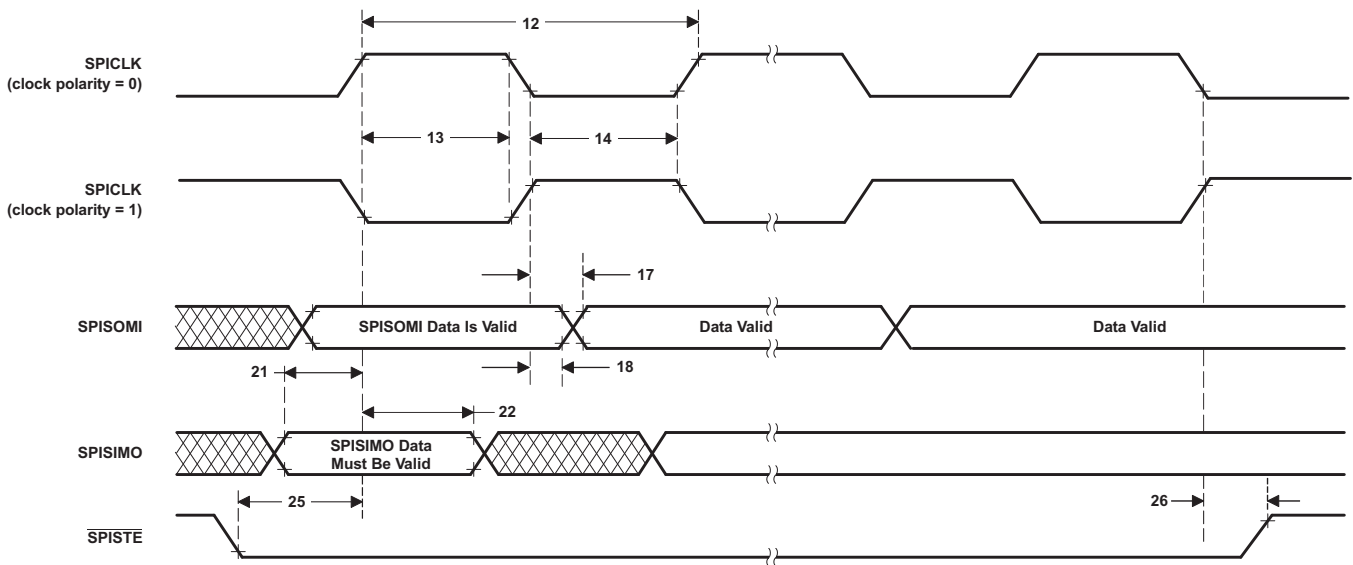 12
SPICLK
(clock polarity = 0)
13
14
SPICLK
(clock polarity = 1)
17
SPISOMI
SPISOMI Data Is Valid
Data Valid
Data Valid
21
18
22
SPISIMO
SPISIMO Data
Must Be Valid
25
26
SPISTE